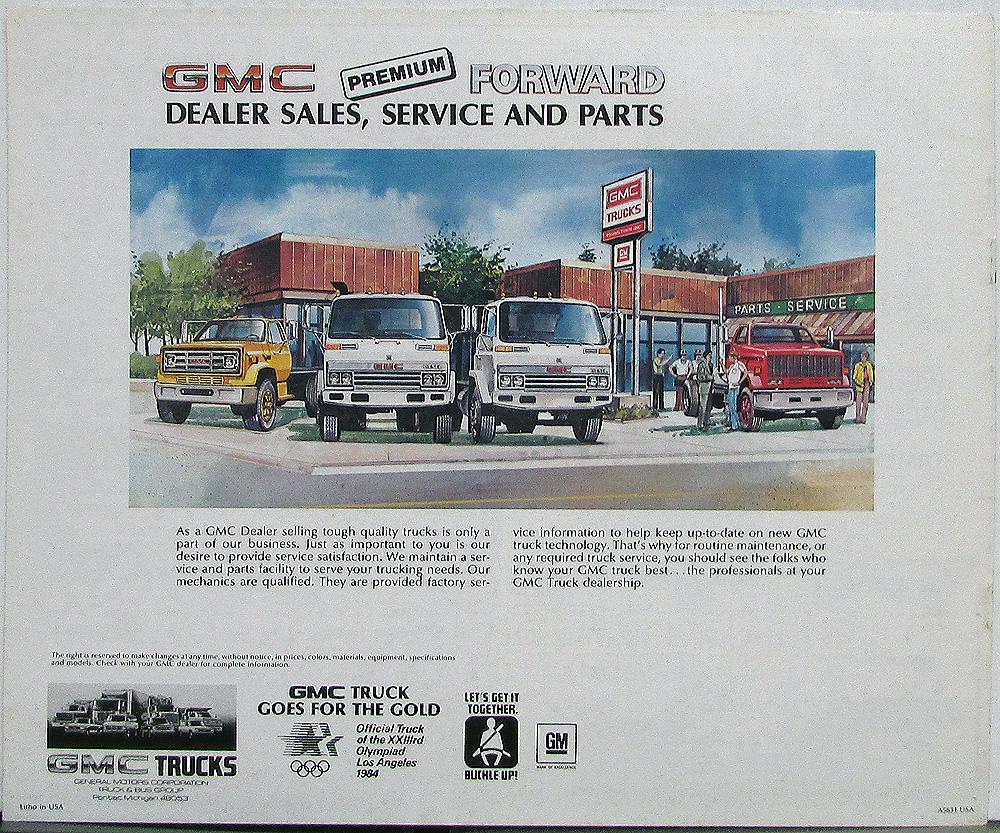 GMC PREMIUM FORWARD
DEALER SALES, SERVICE AND PARTS
GMC
TRUCKS
GM
PARTS · SERVICE
GMC
GMC
As a GMC Dealer selling tough quality trucks is only a
part of our business. Just as important to you is our
desire to provide service satisfaction. We maintain a ser-
vice and parts facility to serve your trucking needs. Our
mechanics are qualified. They are provided factory ser-
vice information to help keep up-to-date on new GMC
truck technology. That's why for routine maintenance, or
any required truck service, you should see the folks who
know your GMC truck best...the professionals at your
GMC Truck dealership.
The right is reserved to make changes at any time, without notice, in prices, colors, materials, equipment, specifications
and models. Check with your GMC dealer for complete information.
GMC TRUCKS
GENERAL MOTORS CORPORATION
TRUCK & BUS GROUP
Pontiac, Michigan 48053
GMC TRUCK
GOES FOR THE GOLD
Official Truck
of the XXIIIrd
Olympiad
Los Angeles
1984
LET'S GET IT
TOGETHER.
BUCKLE UP!
GM
MARK OF EXCELLENCE
Litho in USA
A5631 USA